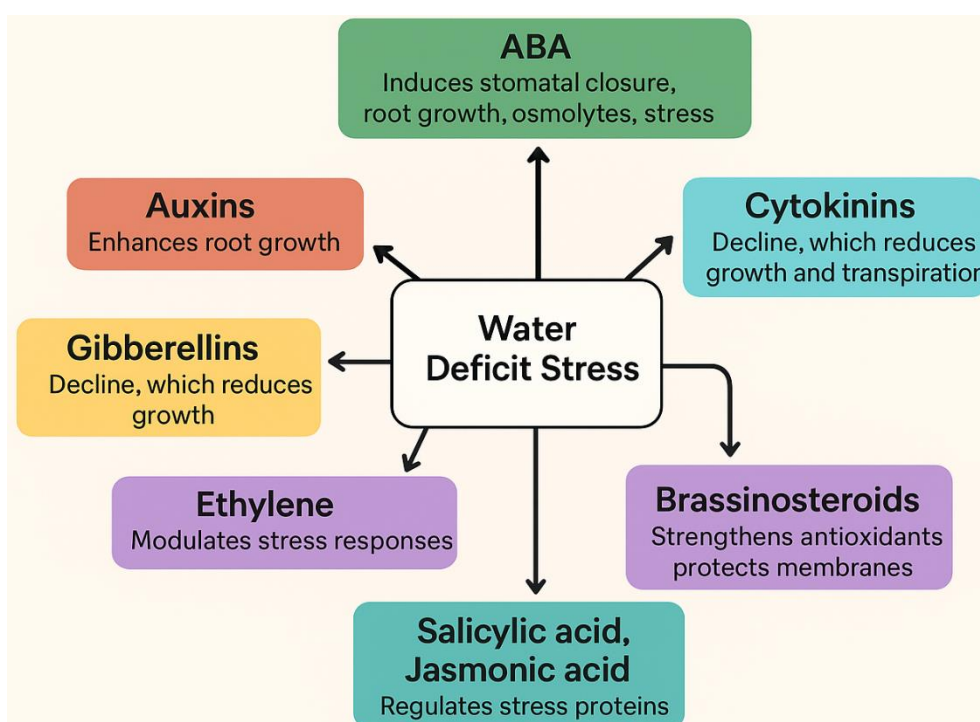 ABA
Induces stomatal closure,
root growth, osmolytes, stress
Auxins
Enhances root growth
Cytokinins
Decline, which reduces
growth and transpiration
Water
Deficit Stress
Gibberellins
Decline, which reduces
growth
Ethylene
Modulates stress responses
Brassinosteroids
Strengthens antioxidants
protects membranes
Salicylic acid,
Jasmonic acid
Regulates stress proteins